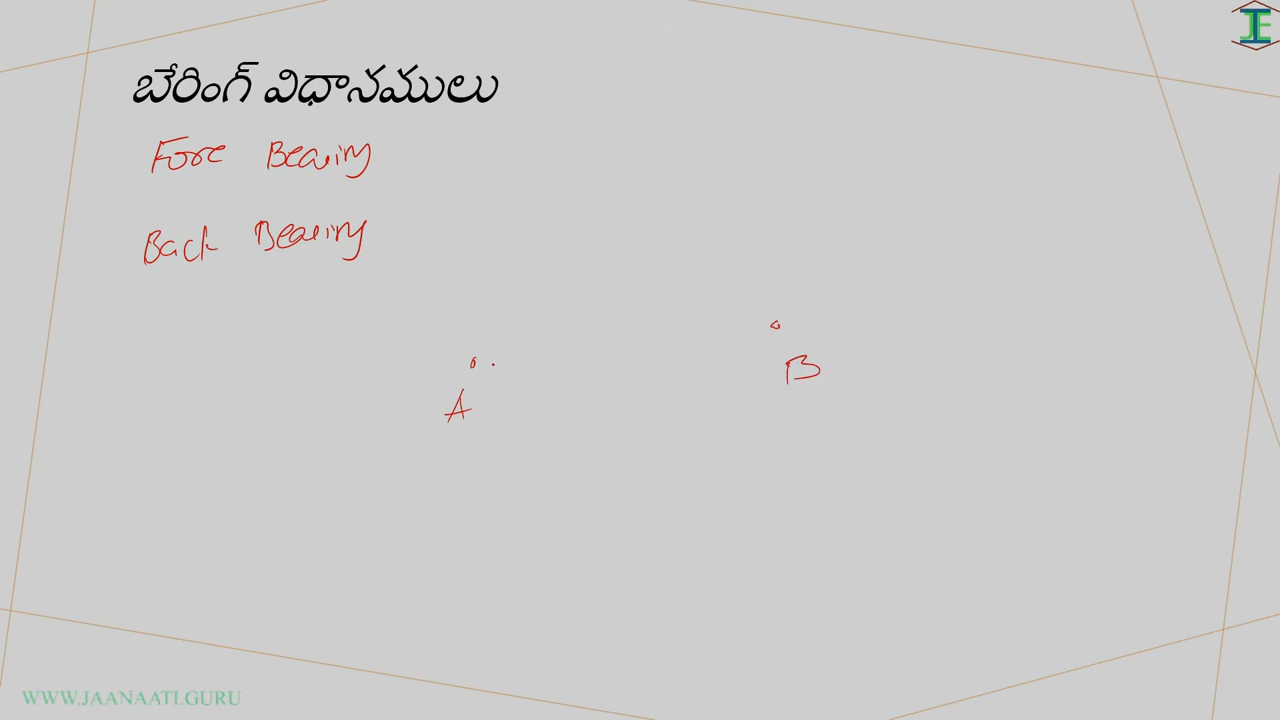 బేరింగ్ విధానములు
Fore Bearing
Back Bearing
B
A
WWW.JAANAATI.GURU